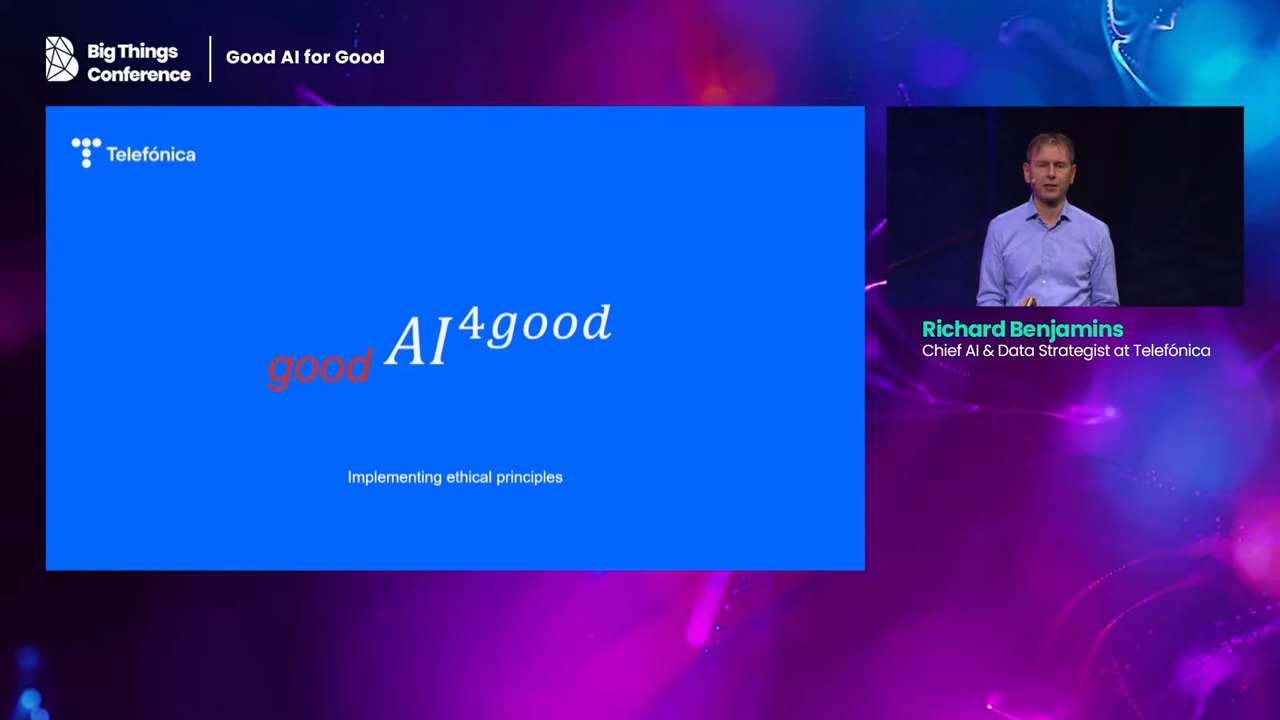 Big Things
Conference
Good AI for Good
Telefónica
good AI4good
Implementing ethical principles
Richard Benjamins
Chief AI & Data Strategist at Telefónica